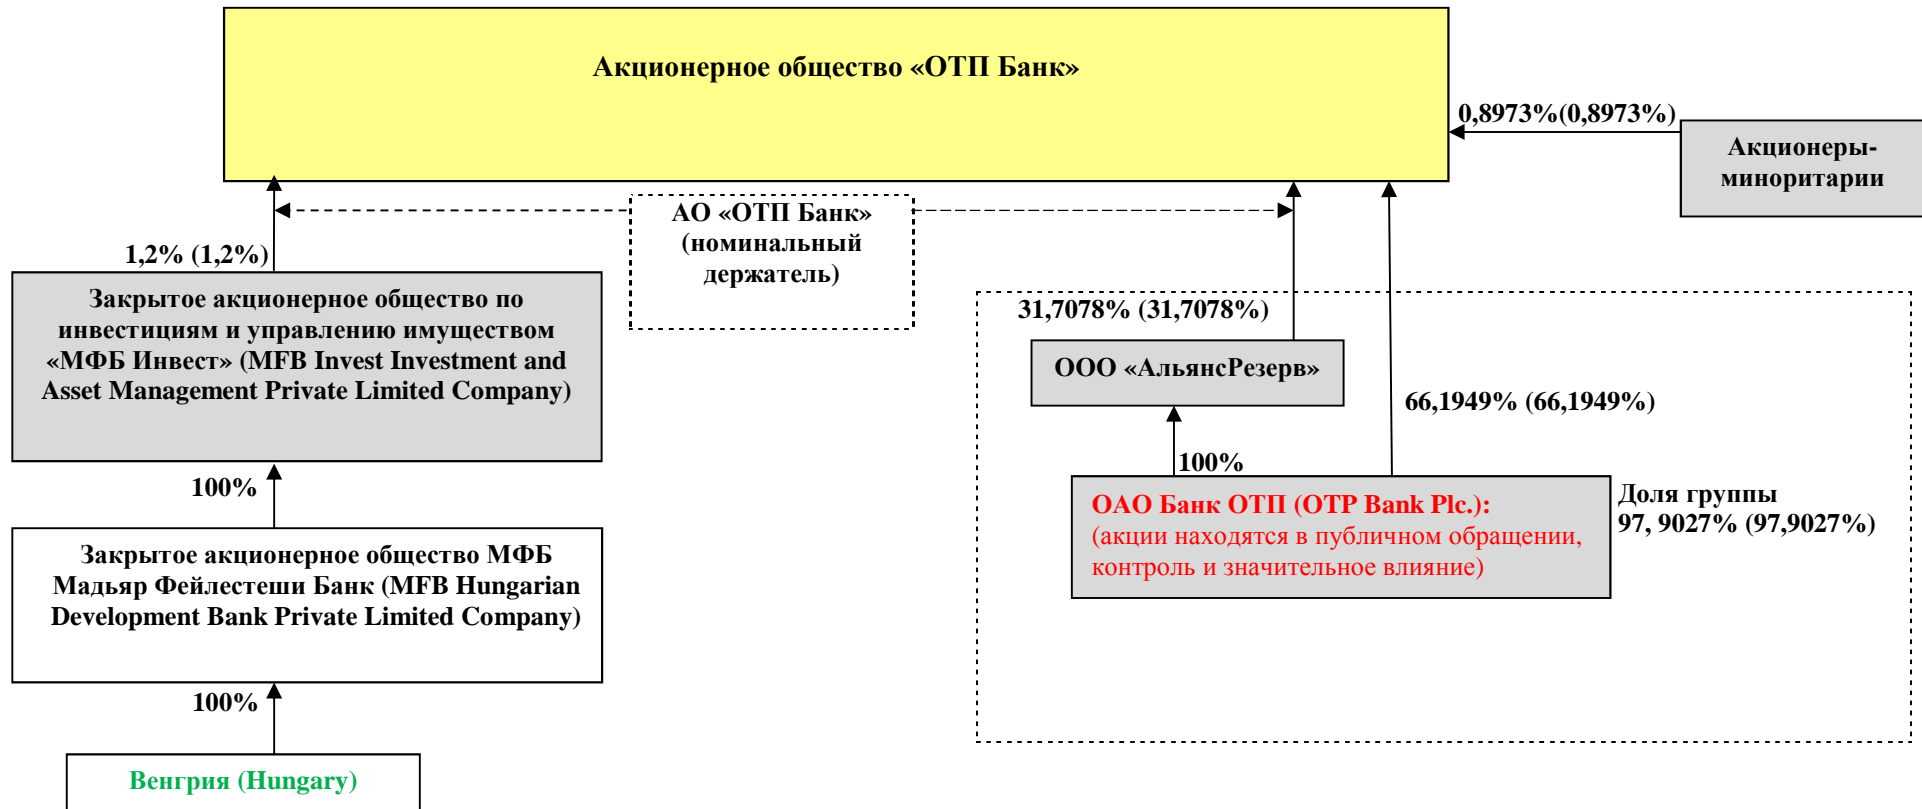 Акционерное общество «ОТП Банк»
0,8973%(0,8973%)
Акционеры-
миноритарии
АО «ОТП Банк»
(номинальный
держатель)
1,2% (1,2%)
Закрытое акционерное общество по
инвестициям и управлению имуществом
«МФБ Инвест» (MFB Invest Investment and
Asset Management Private Limited Company)
100%
Закрытое акционерное общество МФБ
Мадьяр Фейлестеши Банк (MFB Hungarian
Development Bank Private Limited Company)
100%
Венгрия (Hungary)
31,7078% (31,7078%)
ООО «АльянсРезерв»
66,1949% (66,1949%)
100%
ОАО Банк ОТП (OTP Bank Plc.):
(акции находятся в публичном обращении,
контроль и значительное влияние)
Доля группы
97, 9027% (97,9027%)